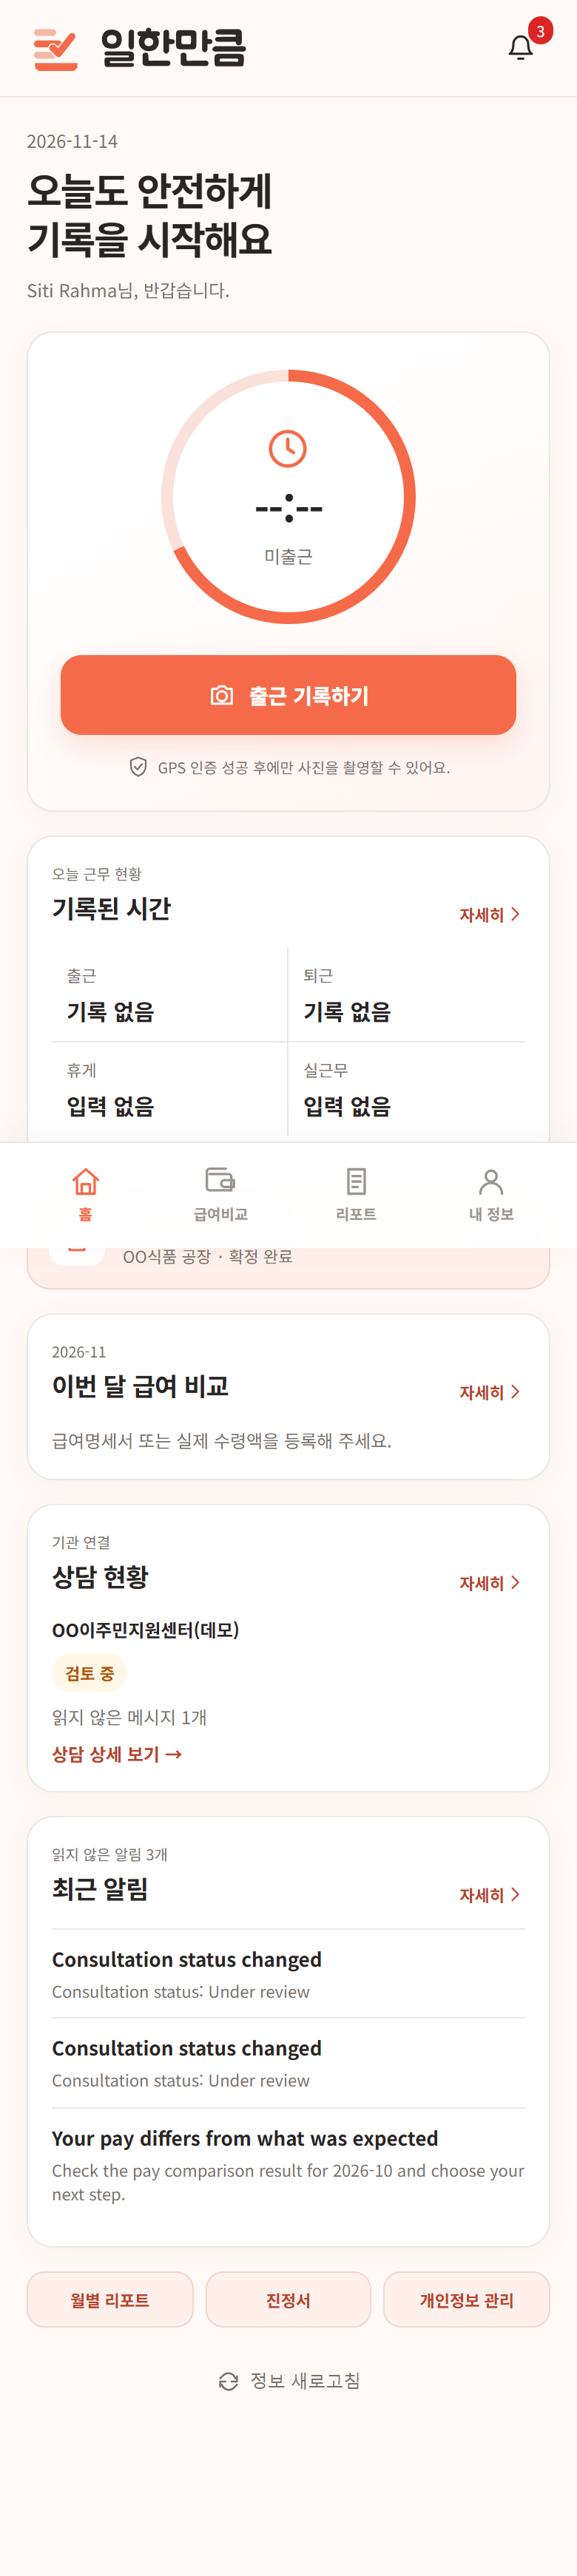 일한만큼
3
2026-11-14
오늘도 안전하게
기록을 시작해요
Siti Rahma님, 반갑습니다.
--:--
미출근
출근 기록하기
GPS 인증 성공 후에만 사진을 촬영할 수 있어요.
오늘 근무 현황
기록된 시간
자세히
출근
퇴근
기록 없음
기록 없음
휴게
실근무
입력 없음
입력 없음
홈
급여비교
리포트
내 정보
OO식품 공장 · 확정 완료
2026-11
이번 달 급여 비교
자세히
급여명세서 또는 실제 수령액을 등록해 주세요.
기관 연결
상담 현황
자세히
OO이주민지원센터(데모)
검토 중
읽지 않은 메시지 1개
상담 상세 보기 →
읽지 않은 알림 3개
최근 알림
자세히
Consultation status changed
Consultation status: Under review
Consultation status changed
Consultation status: Under review
Your pay differs from what was expected
Check the pay comparison result for 2026-10 and choose your
next step.
월별 리포트
진정서
개인정보 관리
정보 새로고침